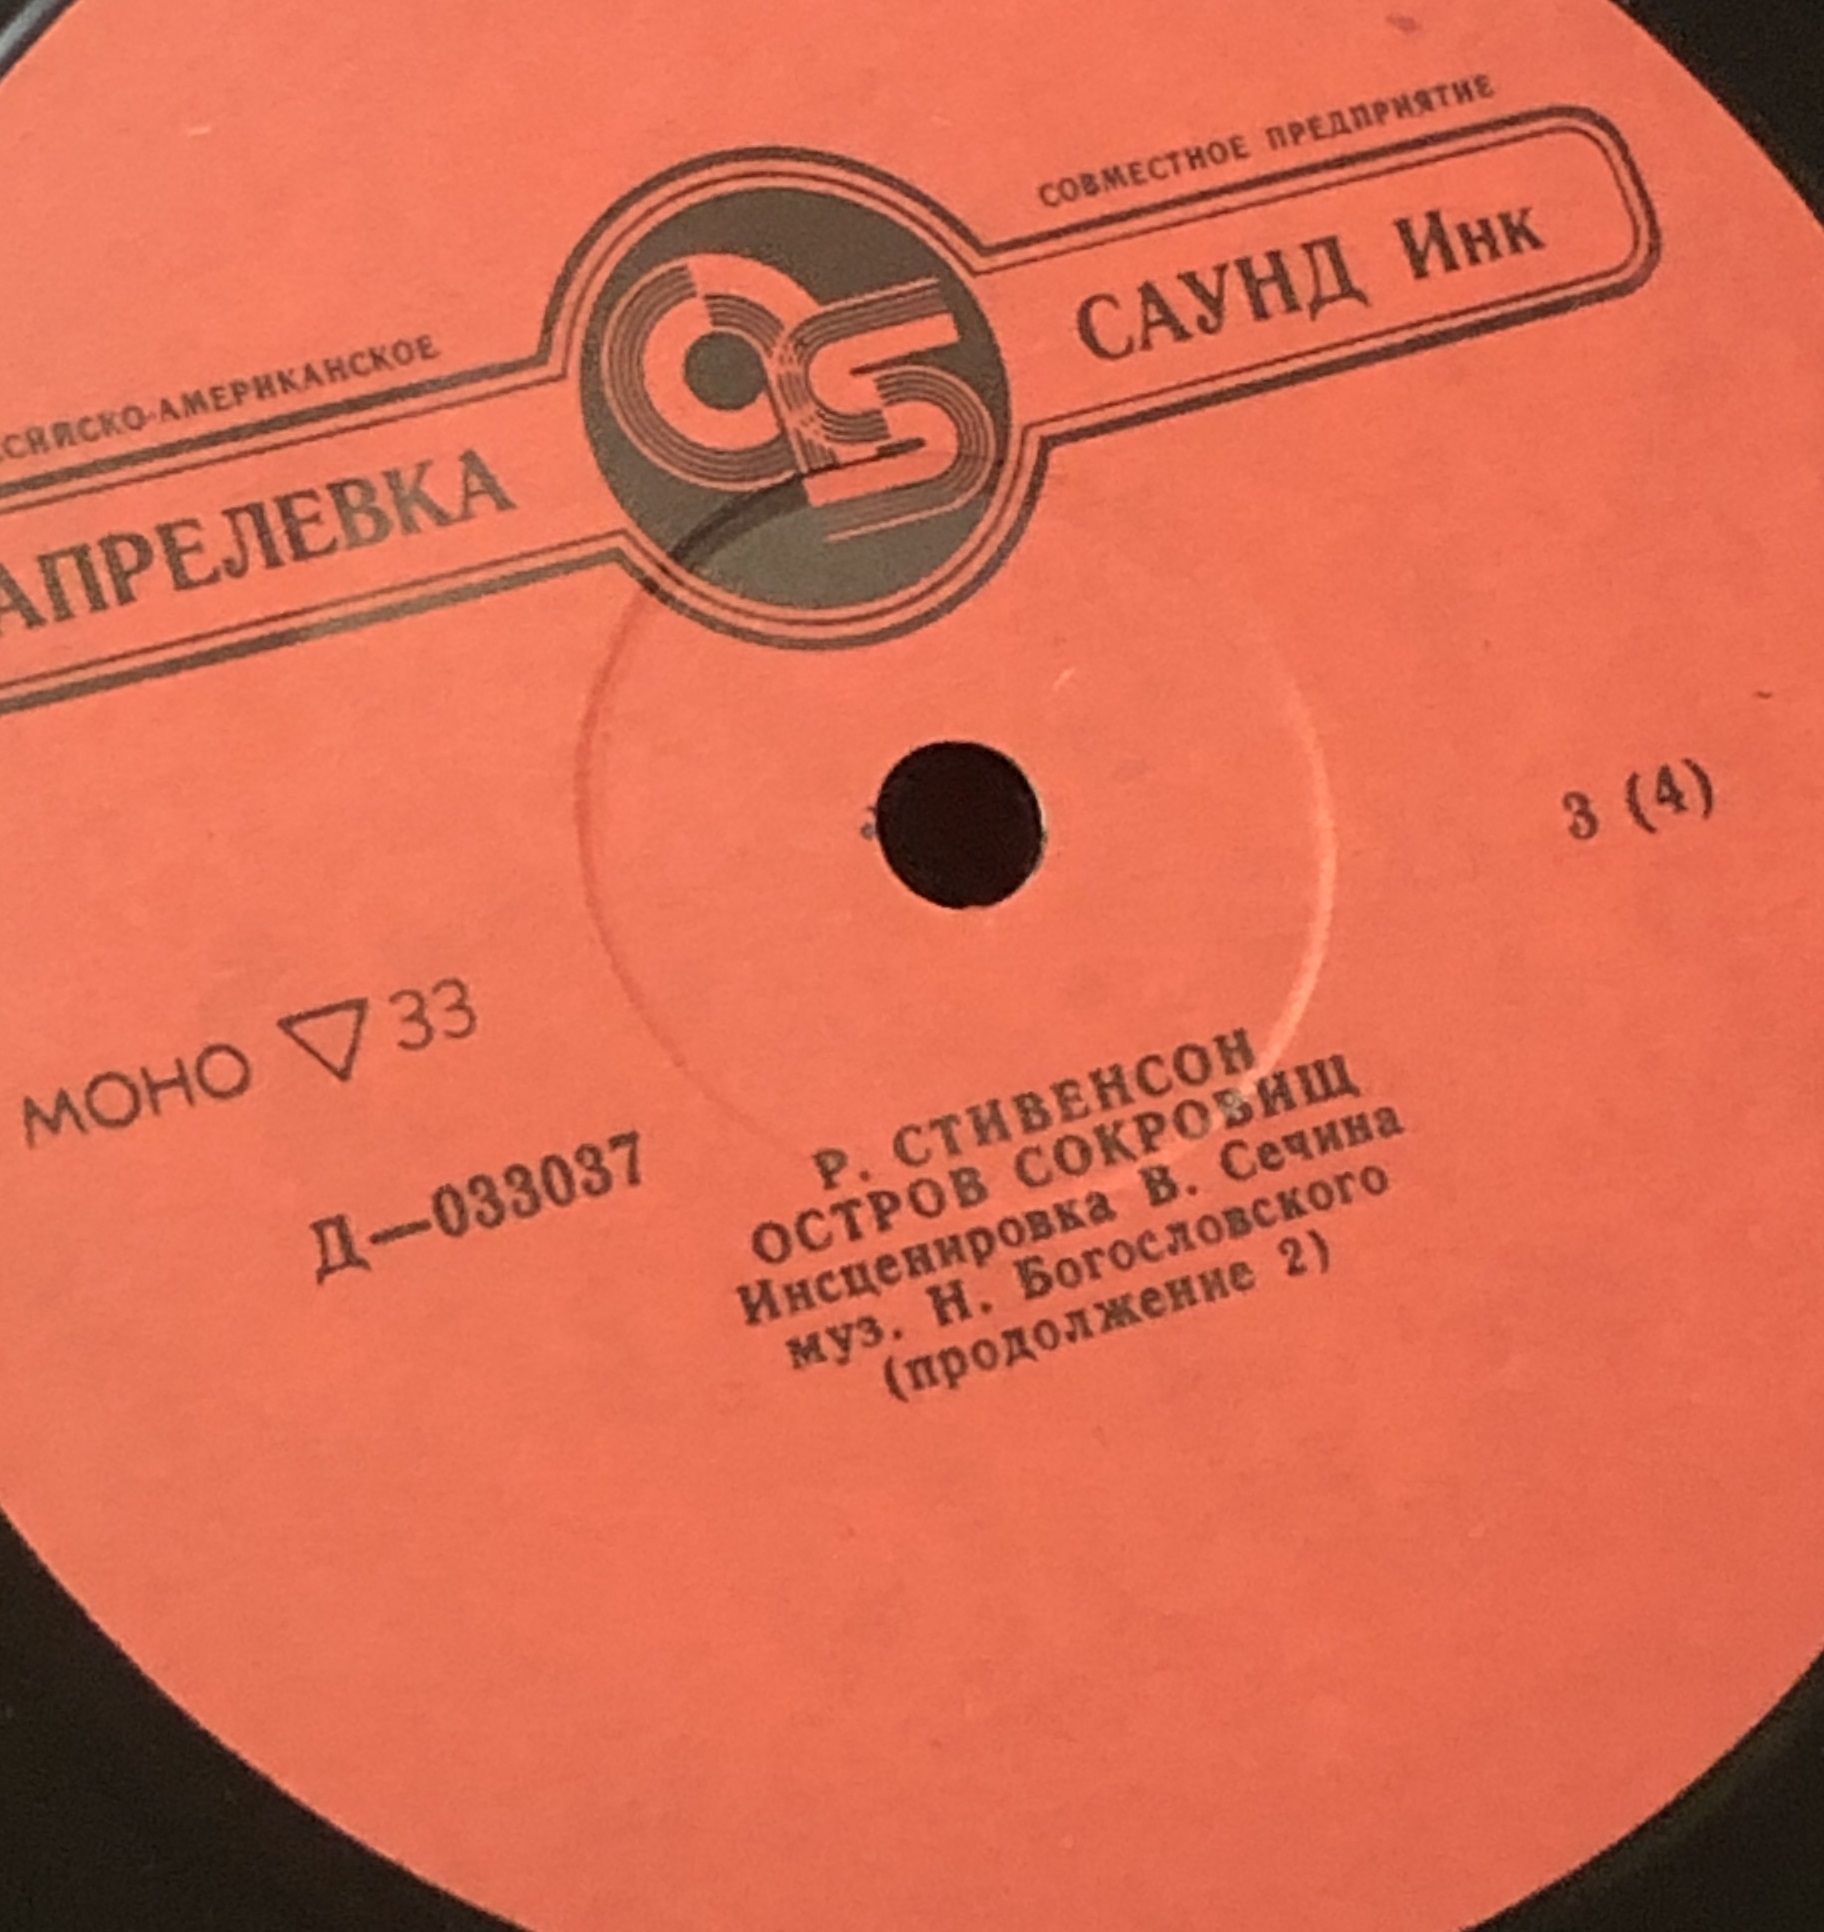 СОВМЕСТНОЕ ПРЕДПРИЯТИЕ
САУНД Инк
АПРЕЛЕВКА
3 (4)
МОНО 33
Д—033037
Р. СТИВЕНСОН
ОСТРОВ СОКРОВИЩ
Инсценировка В. Сечина
муз. Н. Богословского
(продолжение 2)